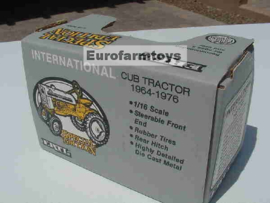 Eurofarmtoys
INTERNATIONAL
CUB TRACTOR
1964-1976
• 1/16 Scale
• Steerable Front
End
• Rubber Tires
• Rear Hitch
• Highly Detailed
Die Cast Metal
ERTL